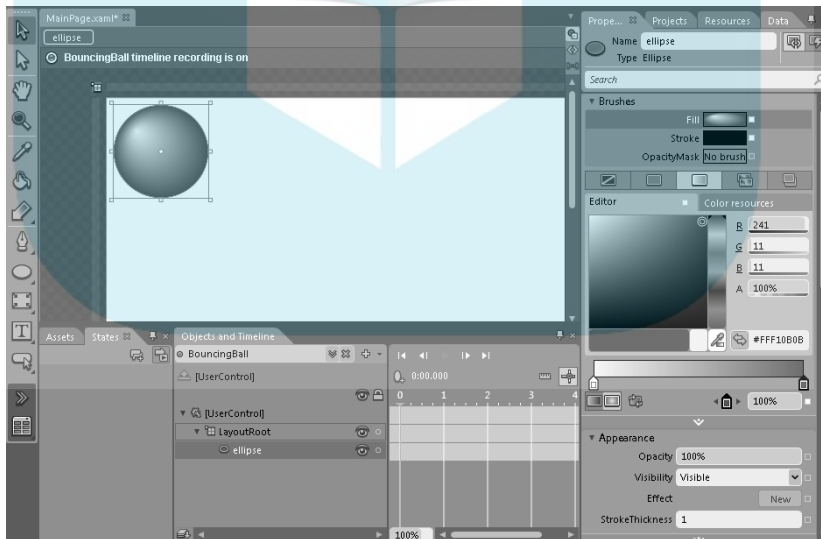 MainPage.xaml*
ellipse
BouncingBall timeline recording is on
Assets
States
Objects and Timeline
BouncingBall
[UserControl]
0:00.000
0 1 2 3 4
[UserControl]
LayoutRoot
ellipse
100%
Prope... Projects Resources Data
Name ellipse
Type Ellipse
Search
Brushes
Fill
Stroke
OpacityMask No brush
Editor Color resources
R 241
G 11
B 11
A 100%
#FFF10B0B
100%
Appearance
Opacity 100%
Visibility Visible
Effect New
StrokeThickness 1